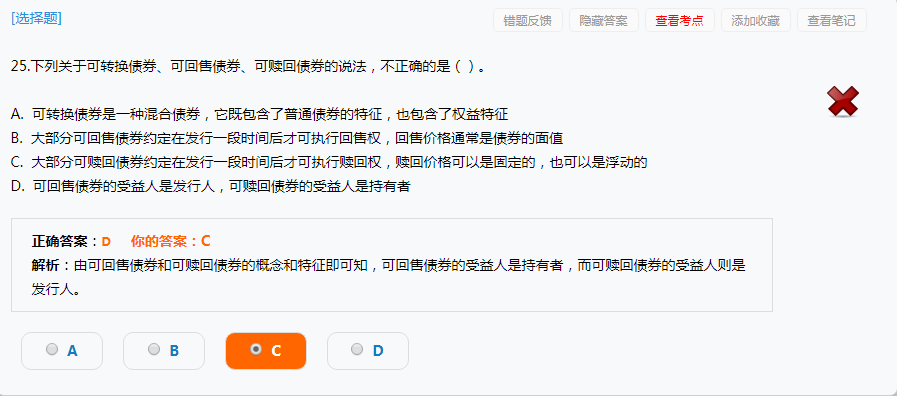 [选择题]
错题反馈 隐藏答案 查看考点 添加收藏 查看笔记
25.下列关于可转换债券、可回售债券、可赎回债券的说法，不正确的是（ ）。
A. 可转换债券是一种混合债券，它既包含了普通债券的特征，也包含了权益特征
B. 大部分可回售债券约定在发行一段时间后才可执行回售权，回售价格通常是债券的面值
C. 大部分可赎回债券约定在发行一段时间后才可执行赎回权，赎回价格可以是固定的，也可以是浮动的
D. 可回售债券的受益人是发行人，可赎回债券的受益人是持有者
正确答案：D 你的答案：C
解析：由可回售债券和可赎回债券的概念和特征即可知，可回售债券的受益人是持有者，而可赎回债券的受益人则是
发行人。
A B C D